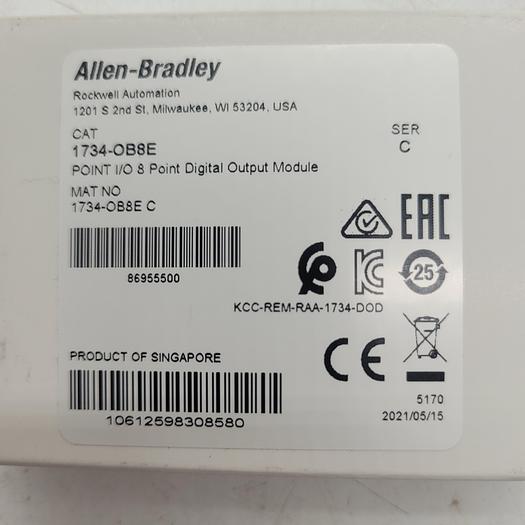 Allen-Bradley
Rockwell Automation
1201 S 2nd St, Milwaukee, WI 53204, USA
CAT
SER
1734-OB8E
C
POINT I/O 8 Point Digital Output Module
MAT NO
1734-OB8E C
EAC
86955500
25
KCC-REM-RAA-1734-DOD
PRODUCT OF SINGAPORE
CE
10612598308580
5170
2021/05/15